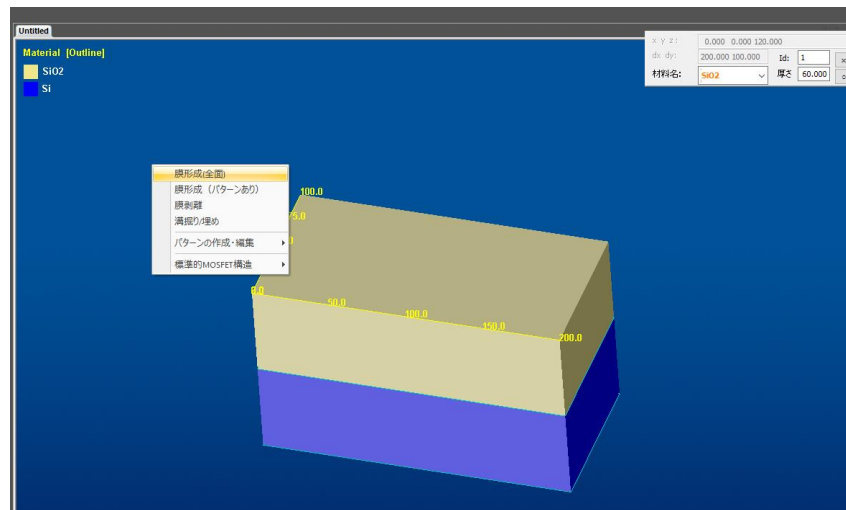 Untitled
Material [Outline]
SiO2
Si
x y z: 0.000 0.000 120.000
dx dy: 200.000 100.000 Id: 1
材料名: SiO2 厚さ 60.000
膜形成(全面)
膜形成（パターンあり）
膜剥離
溝掘り/埋め
パターンの作成・編集
標準的MOSFET構造
100.0
75.0
0.0
50.0
100.0
150.0
200.0